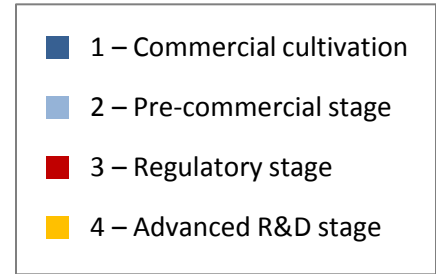 1 – Commercial cultivation
2 – Pre-commercial stage
3 – Regulatory stage
4 – Advanced R&D stage